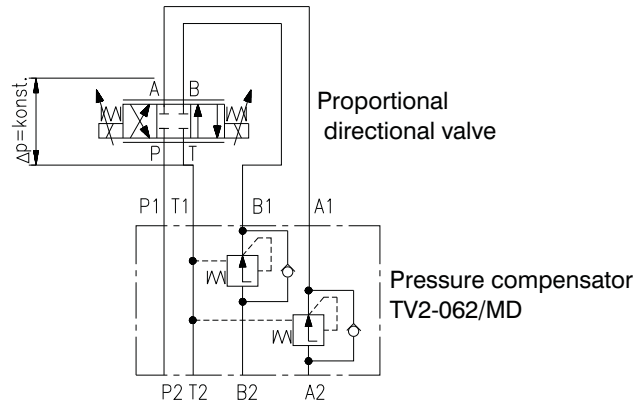 A B
Δp=konst.
Proportional
directional valve
P T
P1 T1 B1 A1
Pressure compensator
TV2-062/MD
P2 T2 B2 A2